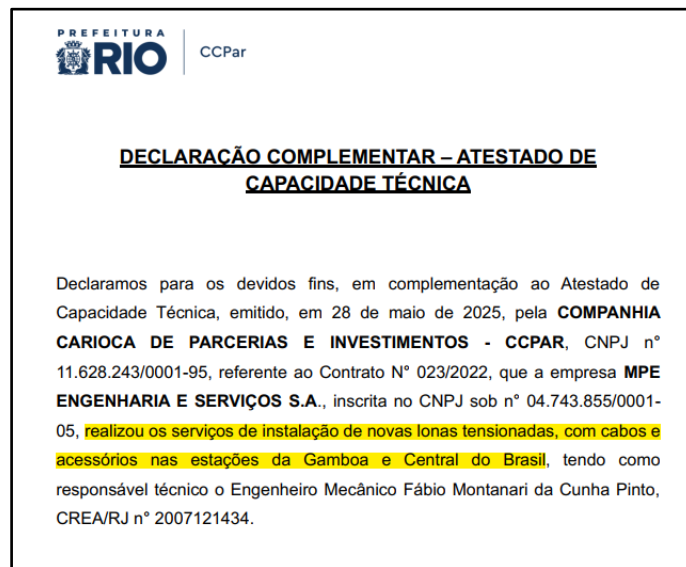 PREFEITURA
RIO
CCPar
DECLARAÇÃO COMPLEMENTAR – ATESTADO DE
CAPACIDADE TÉCNICA
Declaramos para os devidos fins, em complementação ao Atestado de
Capacidade Técnica, emitido, em 28 de maio de 2025, pela COMPANHIA
CARIOCA DE PARCERIAS E INVESTIMENTOS - CCPAR, CNPJ n°
11.628.243/0001-95, referente ao Contrato N° 023/2022, que a empresa MPE
ENGENHARIA E SERVIÇOS S.A., inscrita no CNPJ sob n° 04.743.855/0001-
05, realizou os serviços de instalação de novas lonas tensionadas, com cabos e
acessórios nas estações da Gamboa e Central do Brasil, tendo como
responsável técnico o Engenheiro Mecânico Fábio Montanari da Cunha Pinto,
CREA/RJ n° 2007121434.